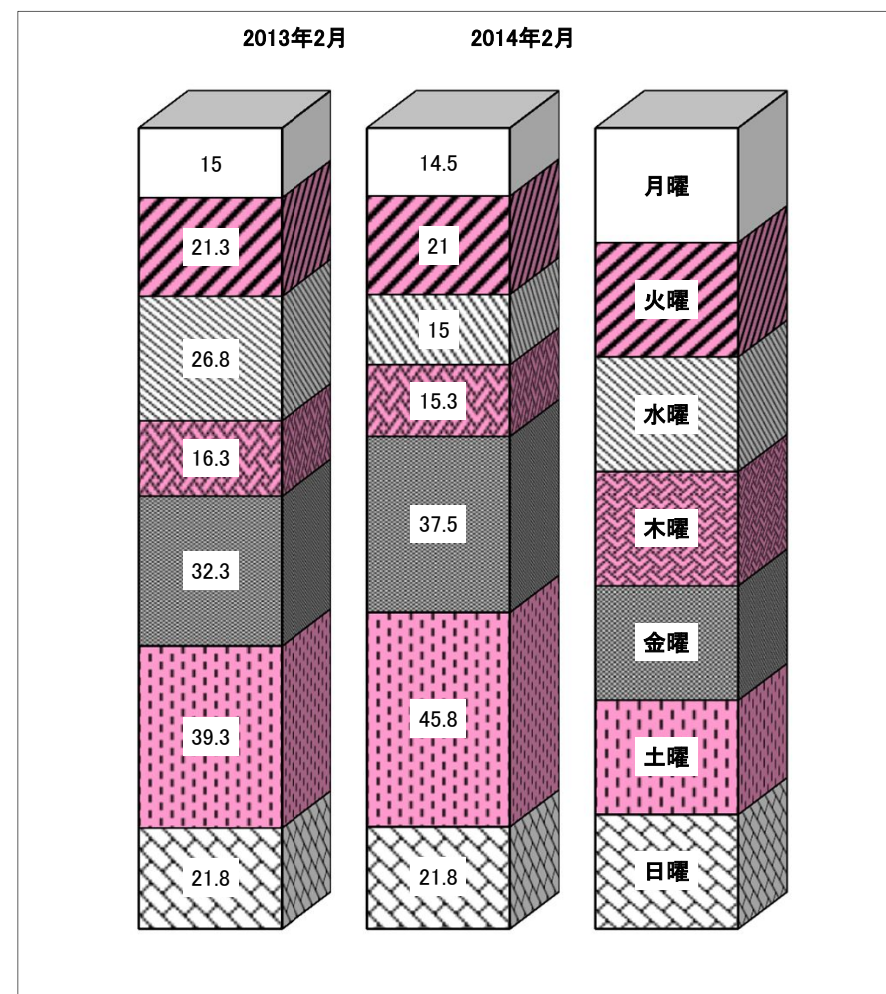 2013年2月 2014年2月
15 14.5 月曜
21.3 21 火曜
26.8 15 水曜
16.3 15.3 木曜
32.3 37.5 金曜
39.3 45.8 土曜
21.8 21.8 日曜